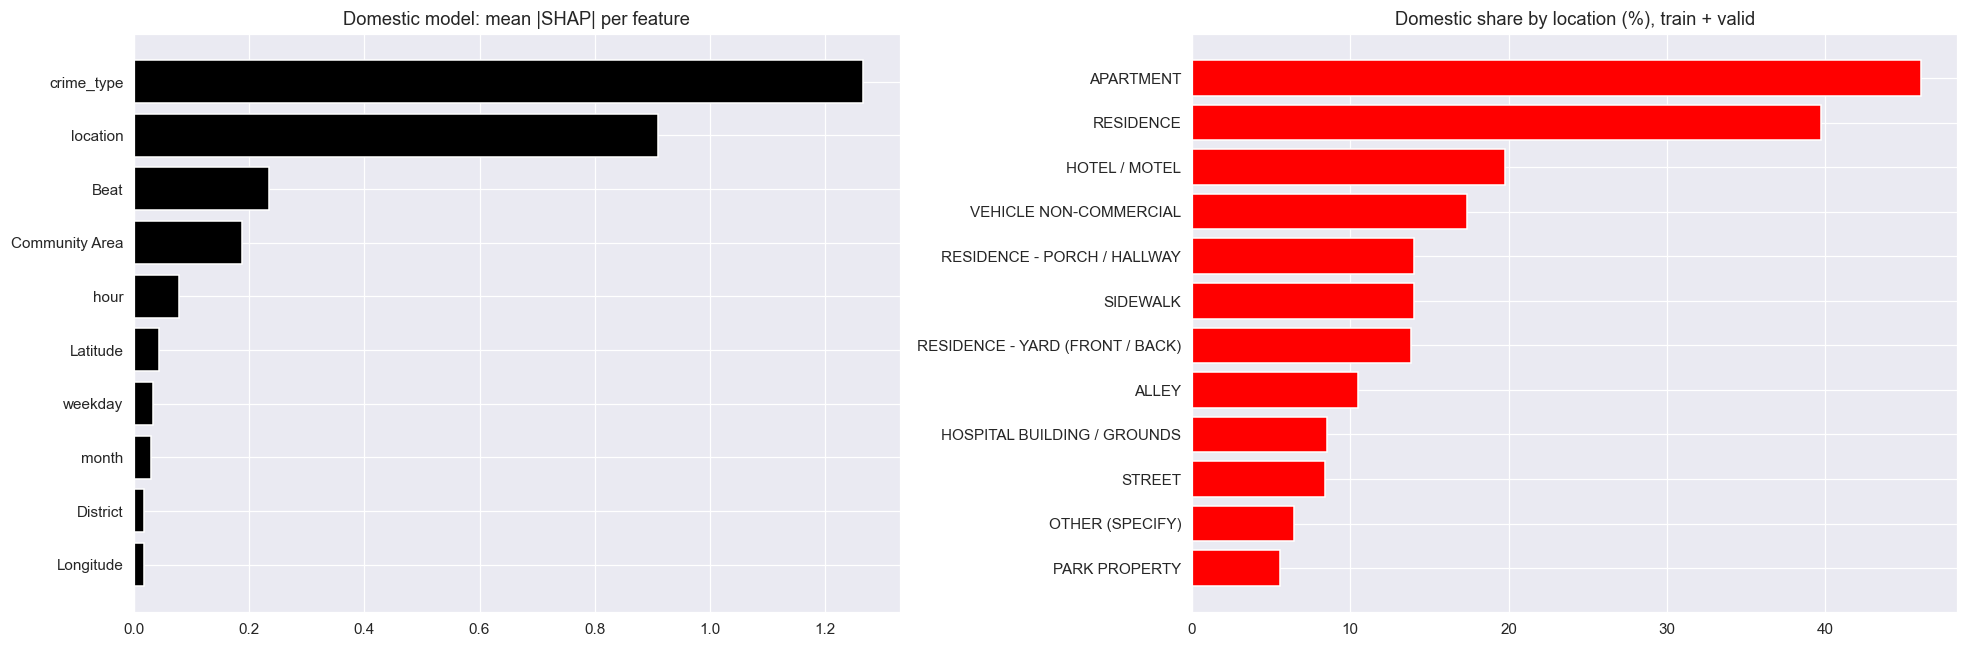 Domestic model: mean |SHAP| per feature
crime_type
location
Beat
Community Area
hour
Latitude
weekday
month
District
Longitude
0.0 0.2 0.4 0.6 0.8 1.0 1.2
Domestic share by location (%), train + valid
APARTMENT
RESIDENCE
HOTEL / MOTEL
VEHICLE NON-COMMERCIAL
RESIDENCE - PORCH / HALLWAY
SIDEWALK
RESIDENCE - YARD (FRONT / BACK)
ALLEY
HOSPITAL BUILDING / GROUNDS
STREET
OTHER (SPECIFY)
PARK PROPERTY
0 10 20 30 40